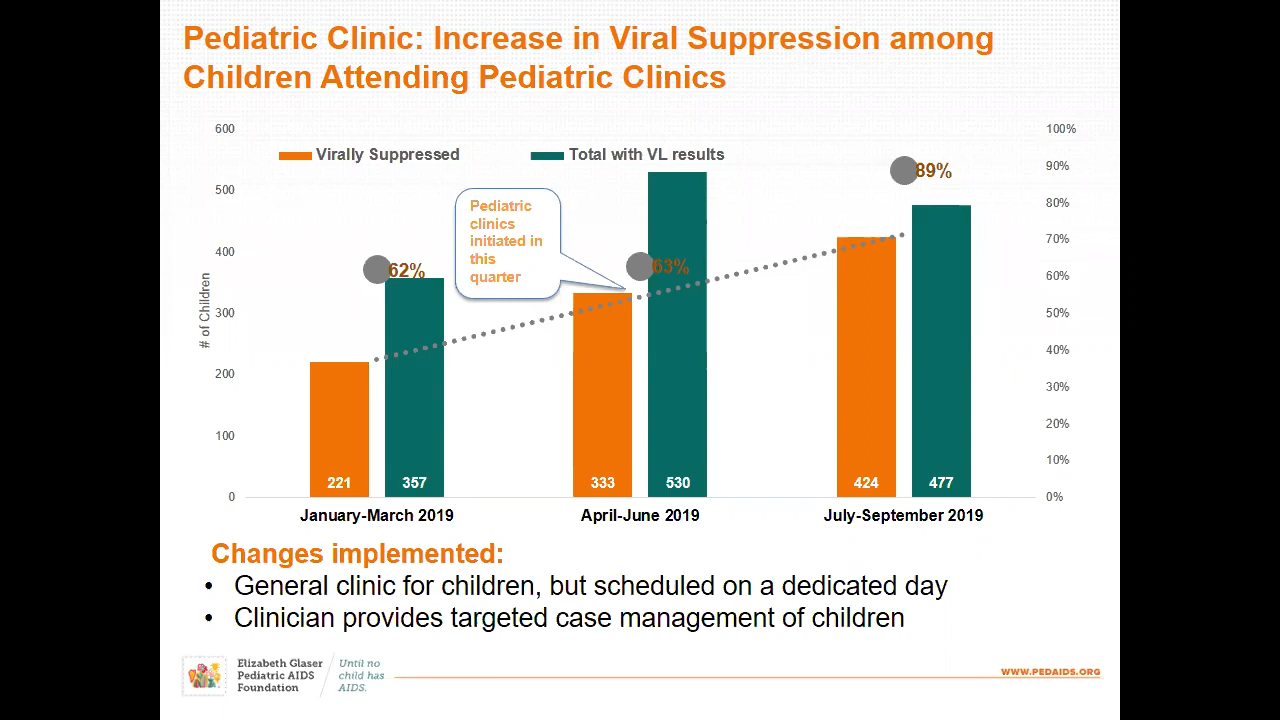 Pediatric Clinic: Increase in Viral Suppression among
Children Attending Pediatric Clinics
600
100%
Virally Suppressed
Total with VL results
90%
89%
500
80%
Pediatric
clinics
initiated in
this
quarter
400
70%
62%
63%
60%
# of Children
300
50%
40%
200
30%
100
20%
10%
221
357
333
530
424
477
0
0%
January-March 2019
April-June 2019
July-September 2019
Changes implemented:
• General clinic for children, but scheduled on a dedicated day
• Clinician provides targeted case management of children
Elizabeth Glaser
Pediatric AIDS
Foundation
Until no
child has
AIDS.
WWW.PEDAIDS.ORG